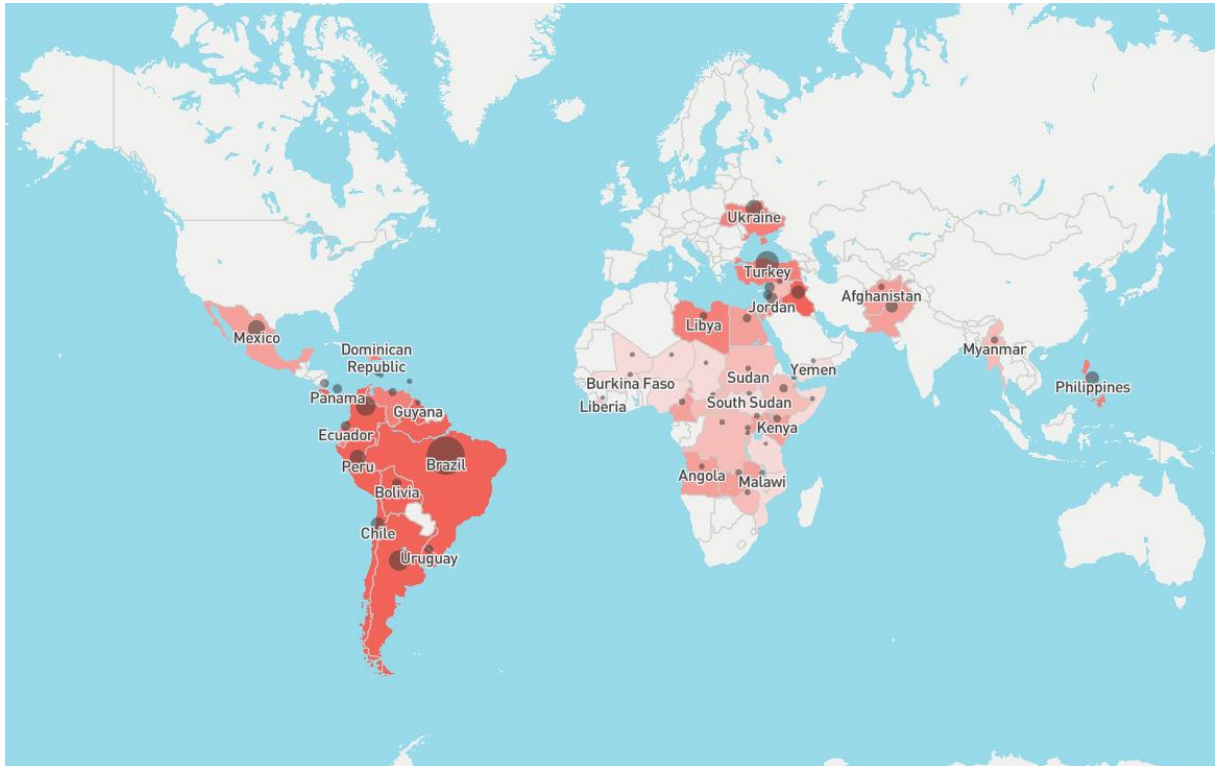 Ukraine
Turkey
Afghanistan
Jordan
Libya
Mexico
Myanmar
Dominican
Republic
Yemen
Sudan
Burkina Faso
Philippines
Panama
South Sudan
Liberia
Guyana
Kenya
Ecuador
Brazil
Peru
Angola
Malawi
Bolivia
Chile
Uruguay